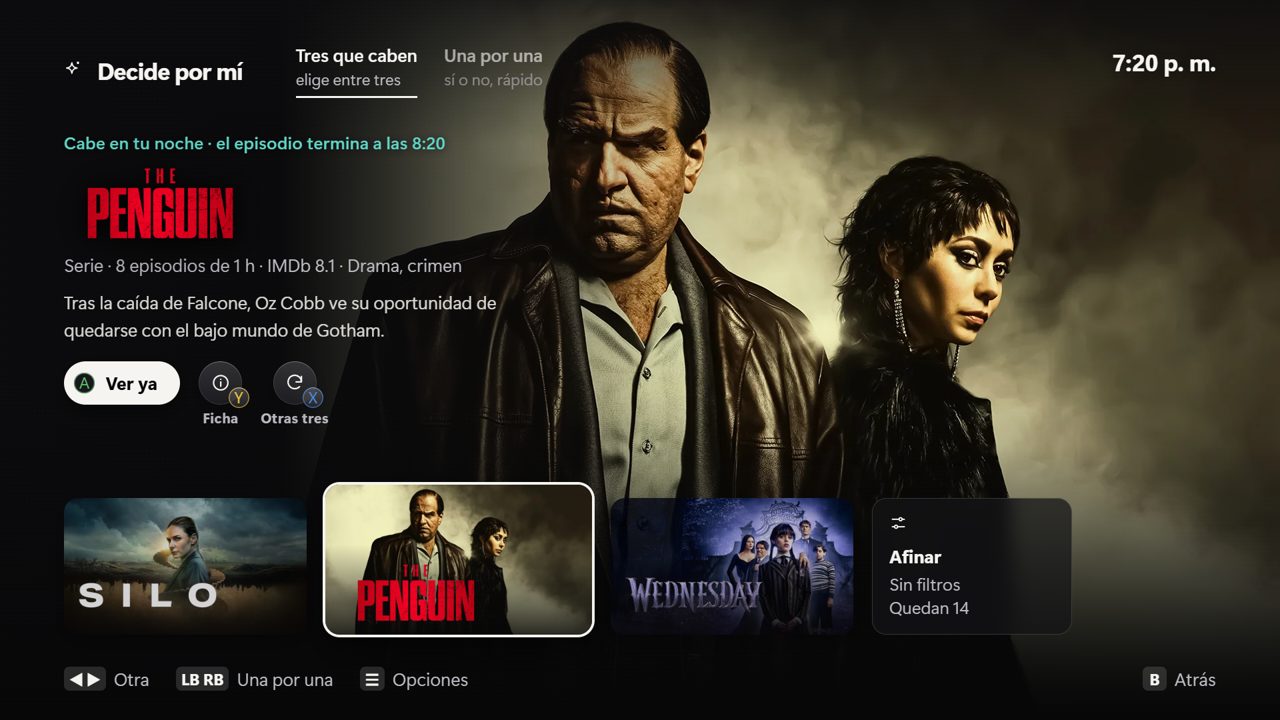 Decide por mí
Tres que caben
elige entre tres
Una por una
sí o no, rápido
7:20 p. m.
Cabe en tu noche · el episodio termina a las 8:20
THE
PENGUIN
Serie · 8 episodios de 1 h · IMDb 8.1 · Drama, crimen
Tras la caída de Falcone, Oz Cobb ve su oportunidad de
quedarse con el bajo mundo de Gotham.
A Ver ya
Y
X
Ficha
Otras tres
SILO
THE
PENGUIN
WEDNESDAY
Afinar
Sin filtros
Quedan 14
Otra
LB RB Una por una
Opciones
B Atrás